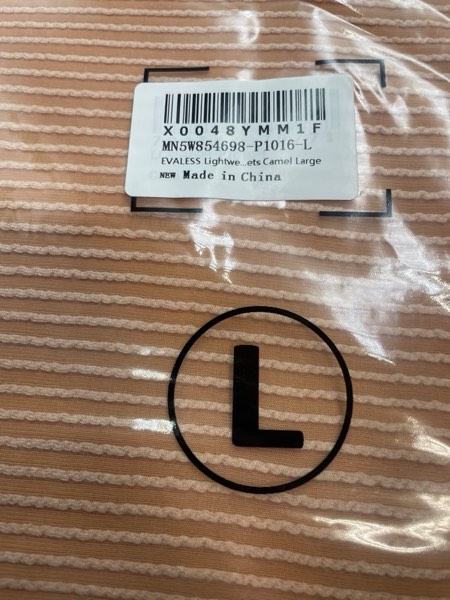 X0048YMM1F
MN5W854698-P1016-L
EVALESS Lightwe...ets Camel Large
NEW Made in China
L